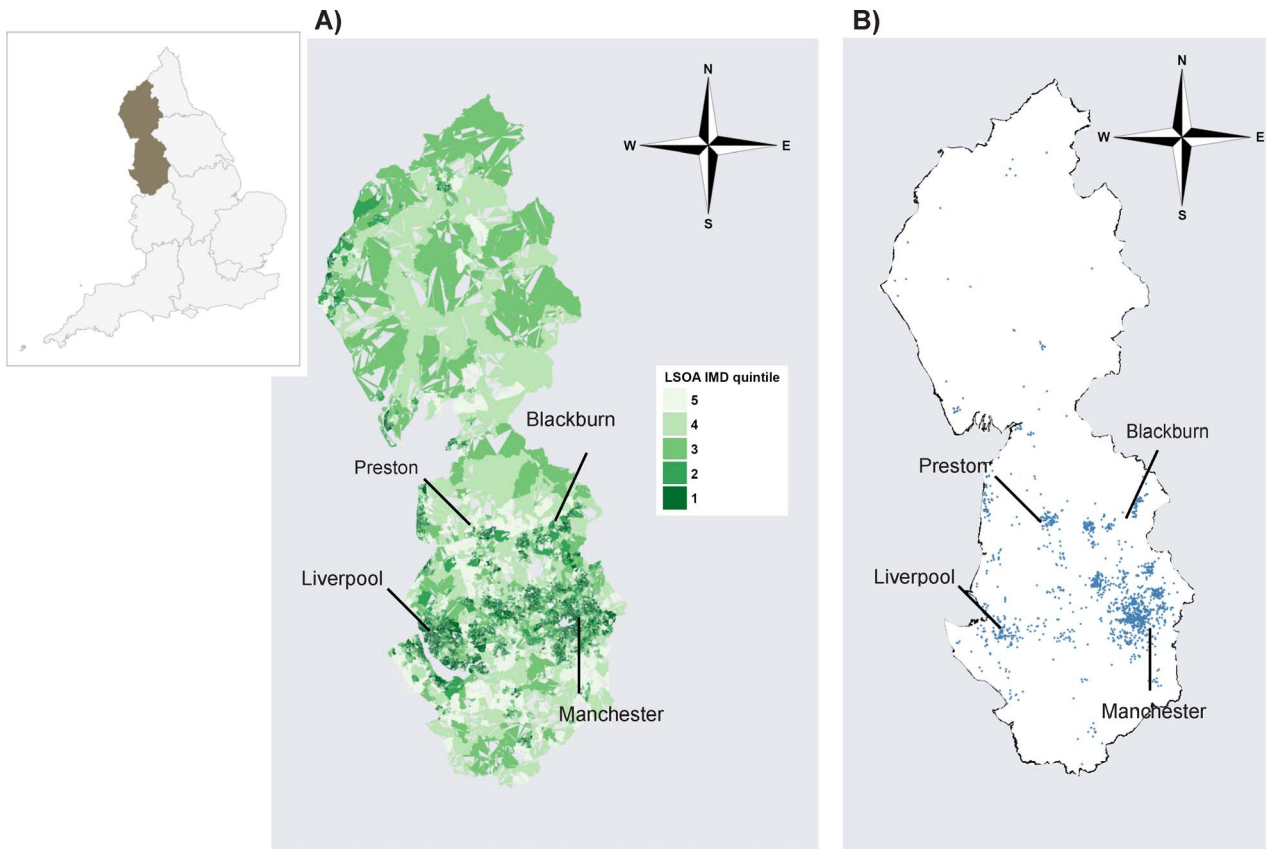 A)
B)
N
W
E
S
N
W
E
S
LSOA IMD quintile
5
4
3
2
1
Blackburn
Preston
Liverpool
Manchester
Blackburn
Preston
Liverpool
Manchester